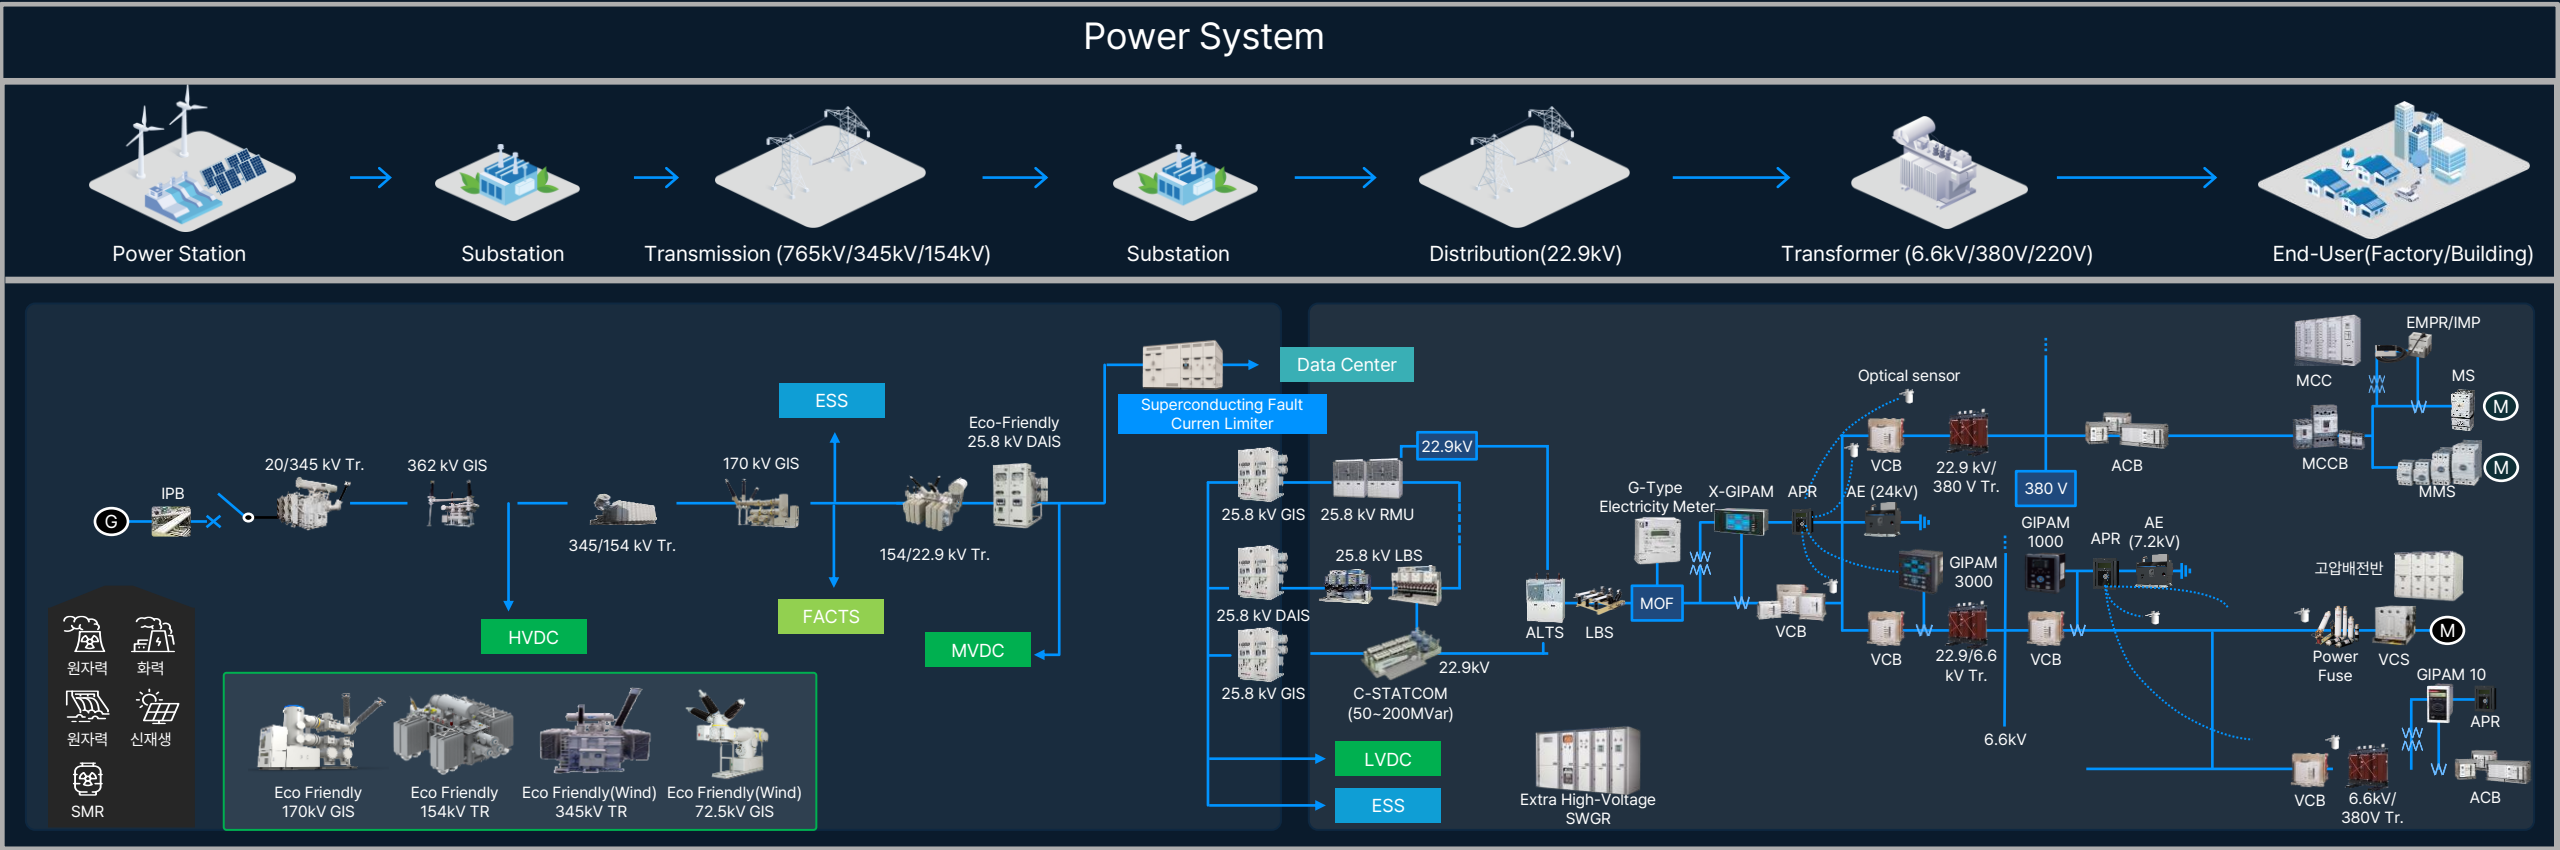 Power System
Power Station
Substation
Transmission (765kV/345kV/154kV)
Substation
Distribution(22.9kV)
Transformer (6.6kV/380V/220V)
End-User(Factory/Building)
G
IPB
20/345 kV Tr.
362 kV GIS
HVDC
345/154 kV Tr.
170 kV GIS
ESS
FACTS
154/22.9 kV Tr.
Eco-Friendly
25.8 kV DAIS
MVDC
Data Center
Superconducting Fault
Curren Limiter
원자력
화력
원자력
신재생
SMR
Eco Friendly
170kV GIS
Eco Friendly
154kV TR
Eco Friendly(Wind)
345kV TR
Eco Friendly(Wind)
72.5kV GIS
25.8 kV GIS
25.8 kV RMU
22.9kV
25.8 kV DAIS
25.8 kV LBS
25.8 kV GIS
C-STATCOM
(50~200MVar)
22.9kV
LVDC
ESS
Extra High-Voltage
SWGR
ALTS
LBS
MOF
G-Type
Electricity Meter
X-GIPAM
APR
AE (24kV)
Optical sensor
VCB
VCB
22.9 kV/
380 V Tr.
380 V
ACB
MCC
EMPR/IMP
MS
M
MCCB
MMS
M
GIPAM
3000
GIPAM
1000
APR
AE
(7.2kV)
고압배전반
VCB
22.9/6.6
kV Tr.
VCB
6.6kV
Power
Fuse
VCS
M
GIPAM 10
APR
VCB
6.6kV/
380V Tr.
ACB